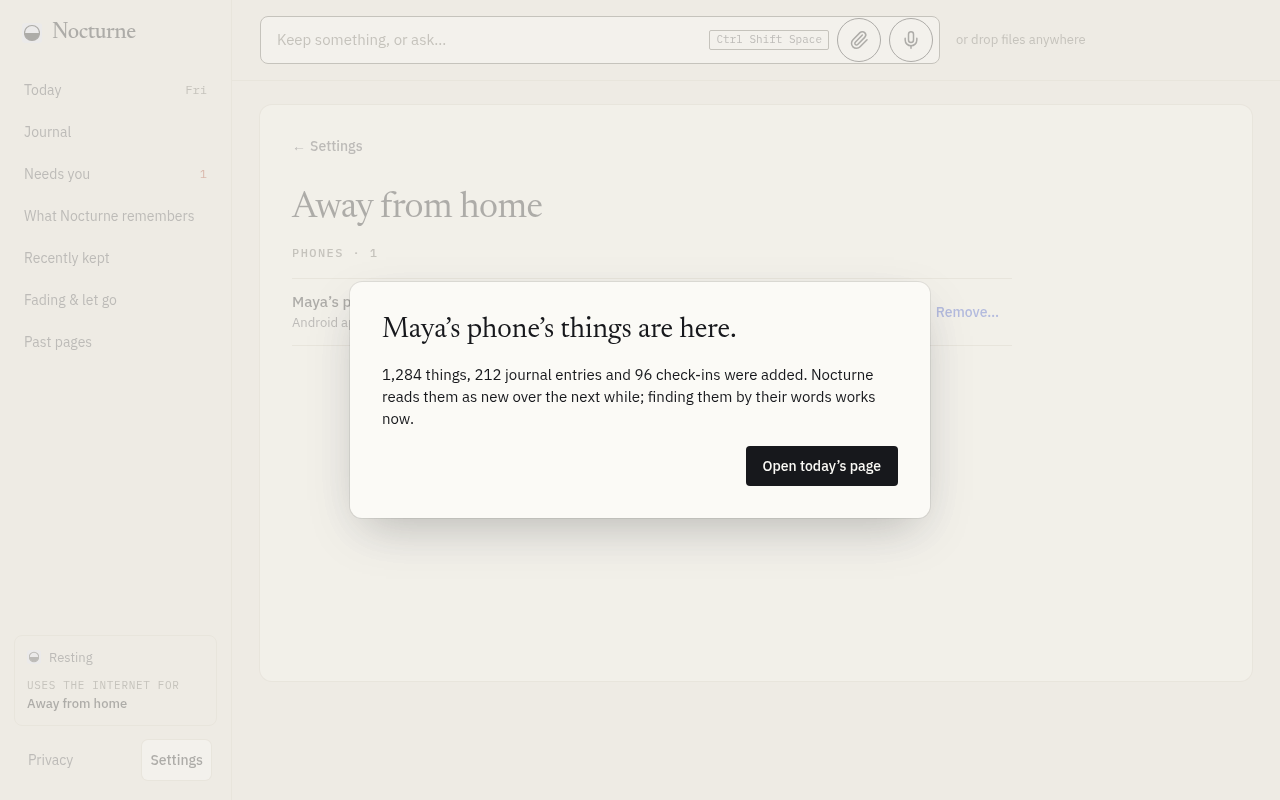 Nocturne
Keep something, or ask...
Ctrl Shift Space
or drop files anywhere
Today
Fri
Journal
Needs you
1
What Nocturne remembers
Recently kept
Fading & let go
Past pages
← Settings
Away from home
PHONES · 1
Maya’s p
Android ap
Remove...
Maya’s phone’s things are here.
1,284 things, 212 journal entries and 96 check-ins were added. Nocturne
reads them as new over the next while; finding them by their words works
now.
Open today’s page
Resting
USES THE INTERNET FOR
Away from home
Privacy
Settings